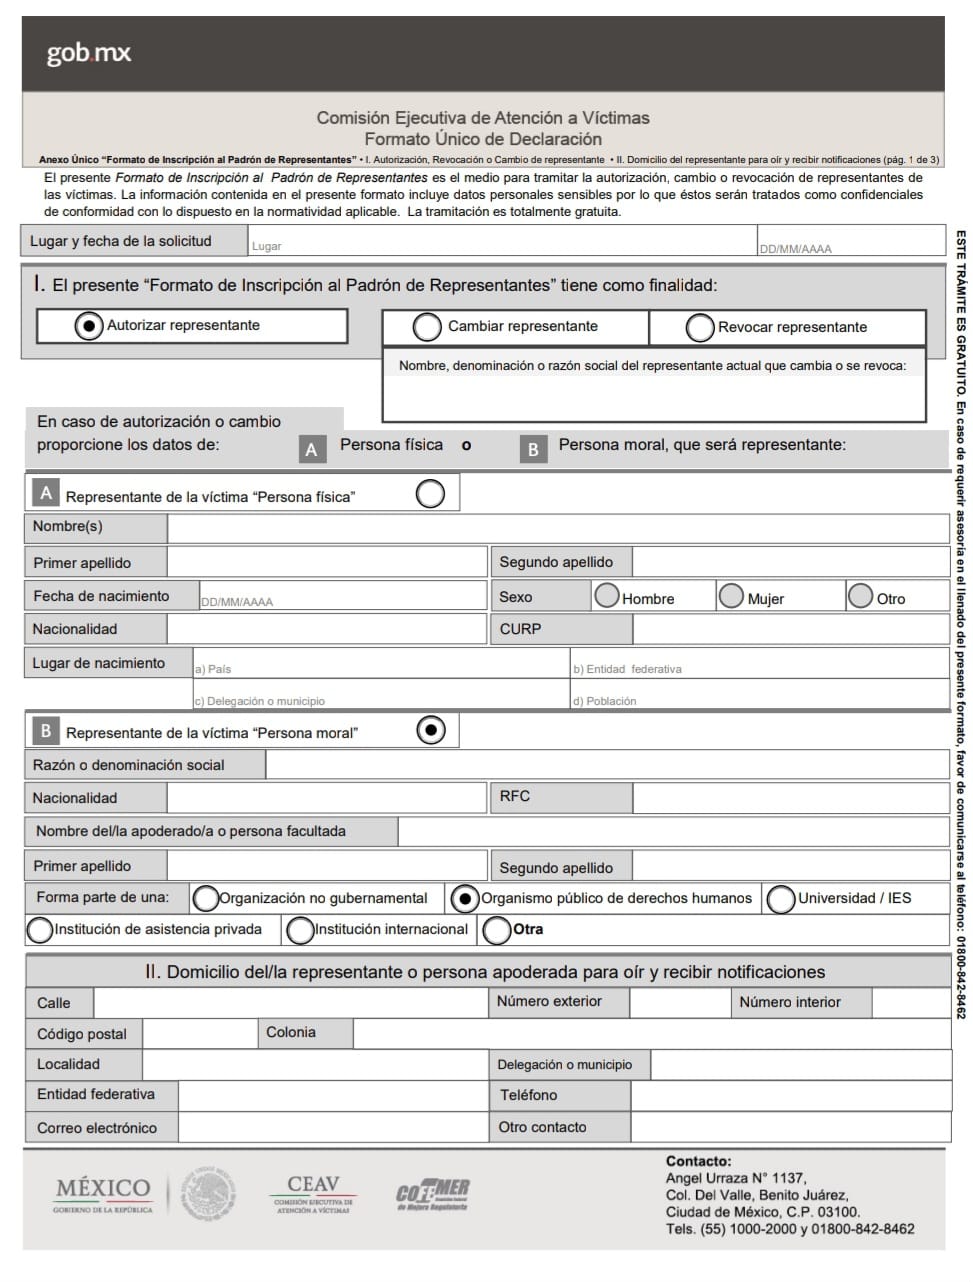 gob.mx
Comisión Ejecutiva de Atención a Víctimas
Formato Único de Declaración
Anexo Único “Formato de Inscripción al Padrón de Representantes” • I. Autorización, Revocación o Cambio de representante • II. Domicilio del representante para oír y recibir notificaciones (pág. 1 de 3)
El presente Formato de Inscripción al Padrón de Representantes es el medio para tramitar la autorización, cambio o revocación de representantes de
las víctimas. La información contenida en el presente formato incluye datos personales sensibles por lo que éstos serán tratados como confidenciales
de conformidad con lo dispuesto en la normatividad aplicable. La tramitación es totalmente gratuita.
Lugar y fecha de la solicitud Lugar DD/MM/AAAA
I. El presente “Formato de Inscripción al Padrón de Representantes” tiene como finalidad:
Autorizar representante Cambiar representante Revocar representante
Nombre, denominación o razón social del representante actual que cambia o se revoca:
En caso de autorización o cambio
proporcione los datos de: A Persona física o B Persona moral, que será representante:
A Representante de la víctima “Persona física”
Nombre(s)
Primer apellido Segundo apellido
Fecha de nacimiento DD/MM/AAAA Sexo Hombre Mujer Otro
Nacionalidad CURP
Lugar de nacimiento a) País b) Entidad federativa
c) Delegación o municipio d) Población
B Representante de la víctima “Persona moral”
Razón o denominación social
Nacionalidad RFC
Nombre del/la apoderado/a o persona facultada
Primer apellido Segundo apellido
Forma parte de una: Organización no gubernamental Organismo público de derechos humanos Universidad / IES
Institución de asistencia privada Institución internacional Otra
II. Domicilio del/la representante o persona apoderada para oír y recibir notificaciones
Calle Número exterior Número interior
Código postal Colonia
Localidad Delegación o municipio
Entidad federativa Teléfono
Correo electrónico Otro contacto
ESTE TRÁMITE ES GRATUITO. En caso de requerir asesoría en el llenado del presente formato, favor de comunicarse al teléfono: 01800-842-8462
MÉXICO
GOBIERNO DE LA REPÚBLICA
CEAV
COMISIÓN EJECUTIVA DE
ATENCIÓN A VÍCTIMAS
COFEMER
Comisión Federal
de Mejora Regulatoria
Contacto:
Angel Urraza N° 1137,
Col. Del Valle, Benito Juárez,
Ciudad de México, C.P. 03100.
Tels. (55) 1000-2000 y 01800-842-8462